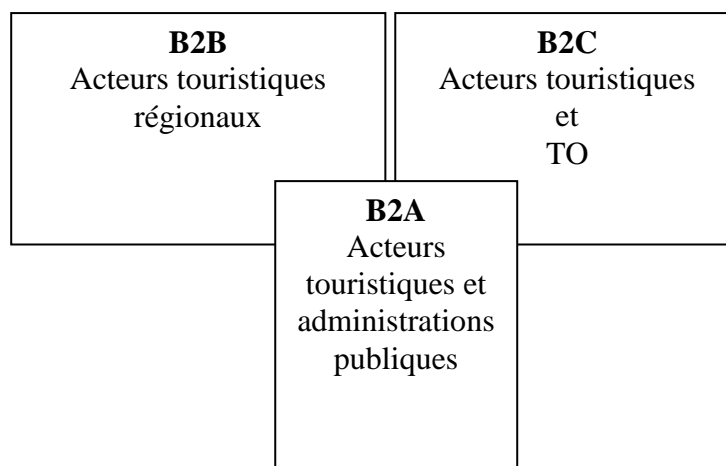 B2B
Acteurs touristiques
régionaux
B2C
Acteurs touristiques
et
TO
B2A
Acteurs
touristiques et
administrations
publiques